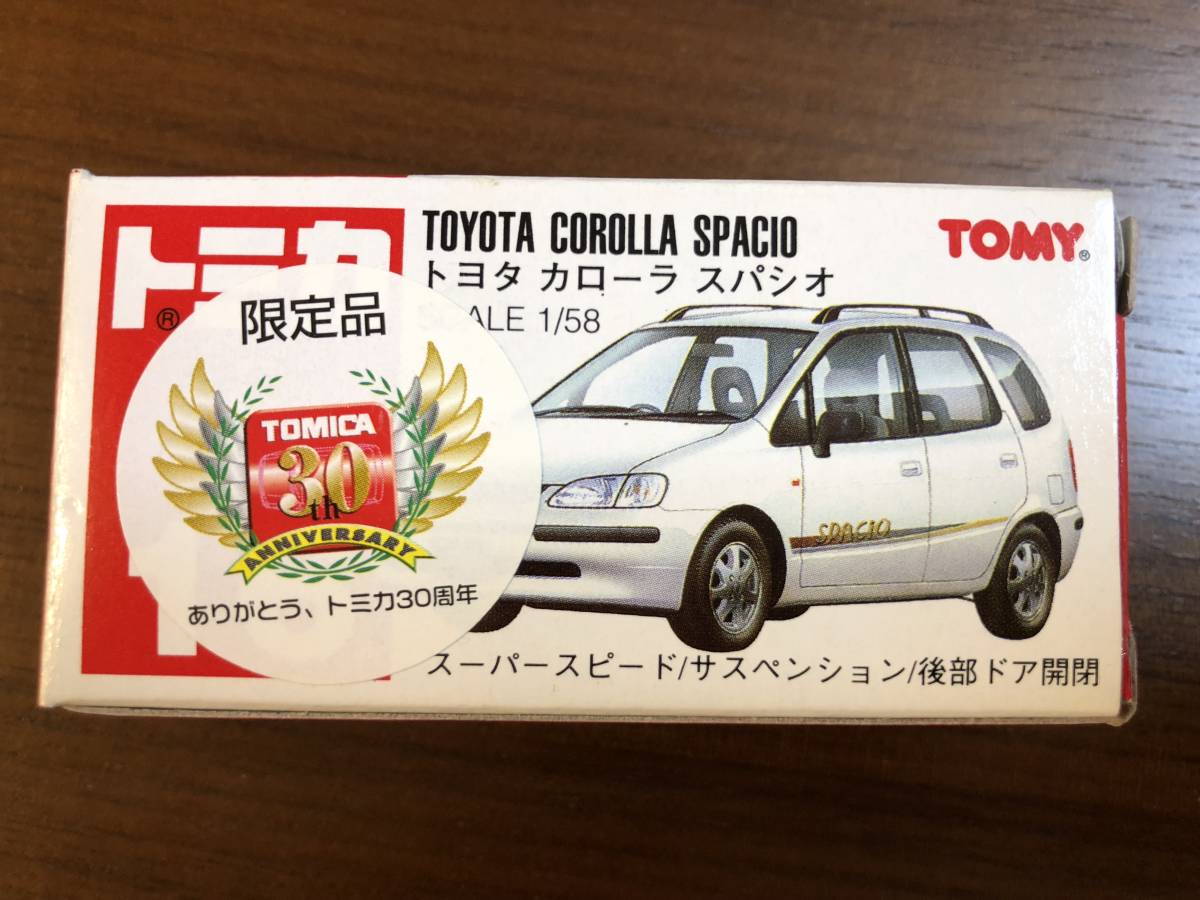 トミカ
®
TOYOTA COROLLA SPACIO
トヨタ カローラ スパシオ
ALE 1/58
TOMY®
限定品
TOMICA
30th
ANNIVERSARY
ありがとう、トミカ30周年
SPACIO
スーパースピード/サスペンション/後部ドア開閉